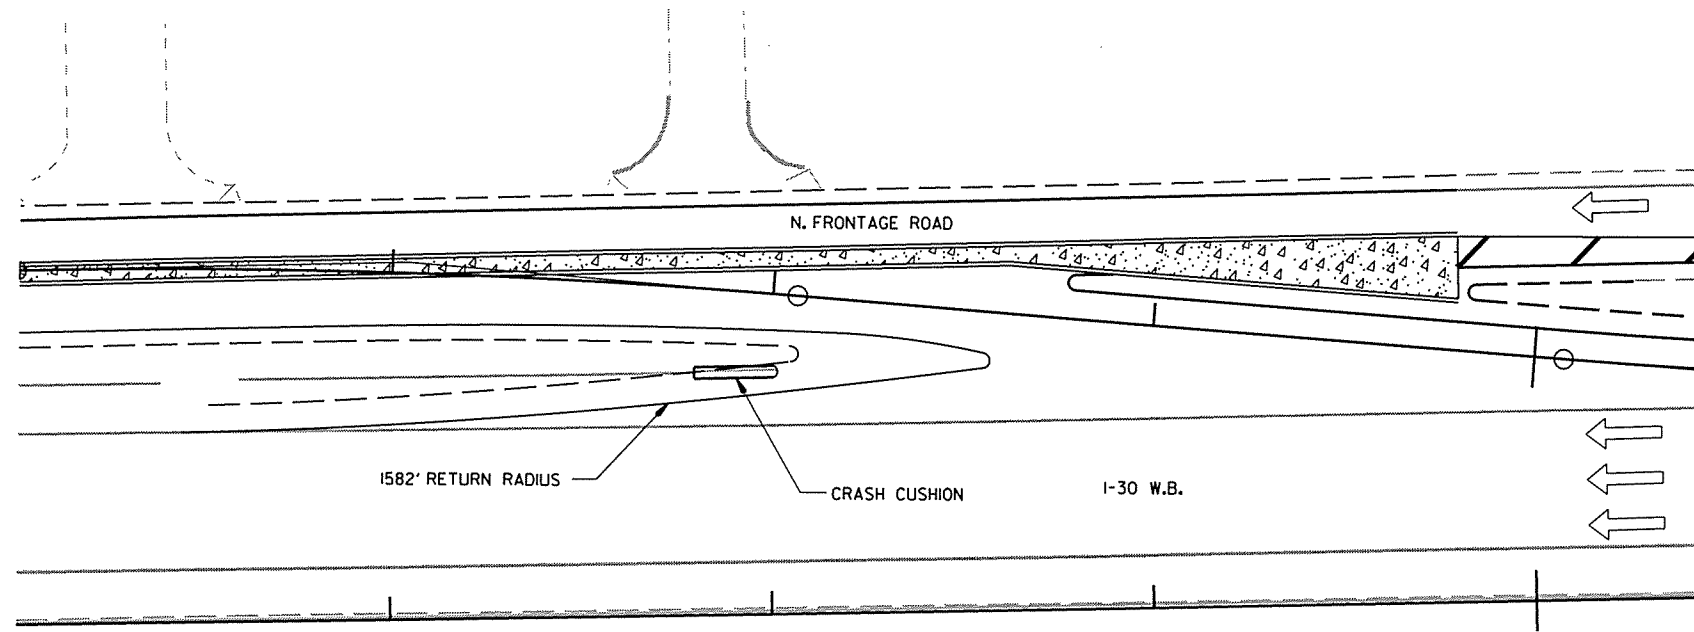 N. FRONTAGE ROAD
1582' RETURN RADIUS
CRASH CUSHION
I-30 W.B.